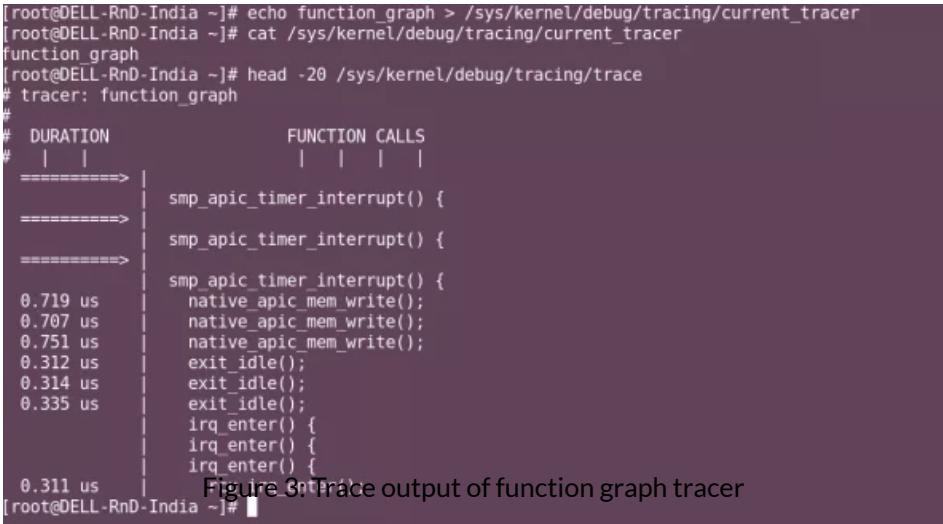 [root@DELL-RnD-India ~]# echo function_graph > /sys/kernel/debug/tracing/current_tracer
[root@DELL-RnD-India ~]# cat /sys/kernel/debug/tracing/current_tracer
function_graph
[root@DELL-RnD-India ~]# head -20 /sys/kernel/debug/tracing/trace
# tracer: function_graph
#
#  DURATION                  FUNCTION CALLS
#   |   |                     |   |   |   |
  ==========> |
              |  smp_apic_timer_interrupt() {
  ==========> |
              |  smp_apic_timer_interrupt() {
  ==========> |
              |  smp_apic_timer_interrupt() {
  0.719 us    |    native_apic_mem_write();
  0.707 us    |    native_apic_mem_write();
  0.751 us    |    native_apic_mem_write();
  0.312 us    |    exit_idle();
  0.314 us    |    exit_idle();
  0.335 us    |    exit_idle();
              |    irq_enter() {
              |    irq_enter() {
              |    irq_enter() {
  0.311 us    |
Figure 3: Trace output of function graph tracer
[root@DELL-RnD-India ~]#